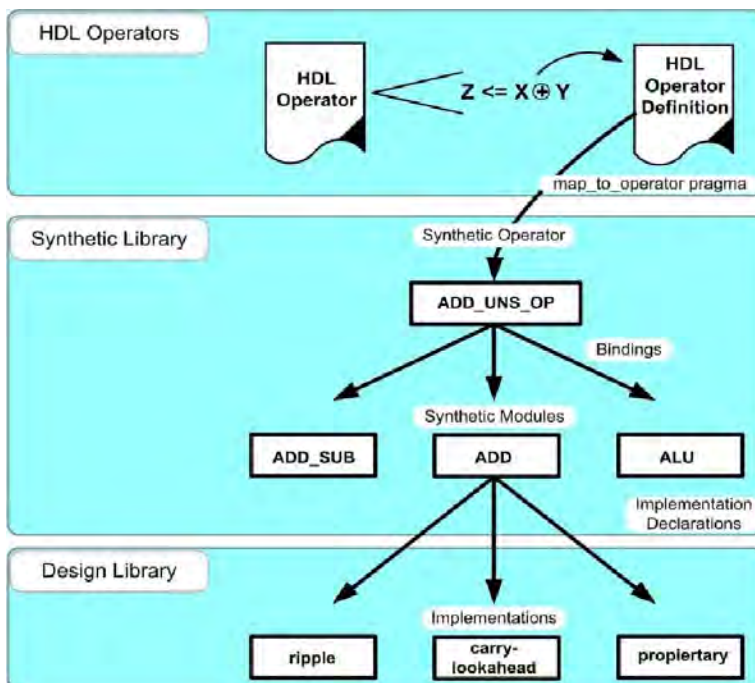 HDL Operators
HDL
Operator
Z <= X ⊕ Y
HDL
Operator
Definition
map_to_operator pragma
Synthetic Library
Synthetic Operator
ADD_UNS_OP
Bindings
Synthetic Modules
ADD_SUB
ADD
ALU
Implementation
Declarations
Design Library
Implementations
ripple
carry-
lookahead
propiertary